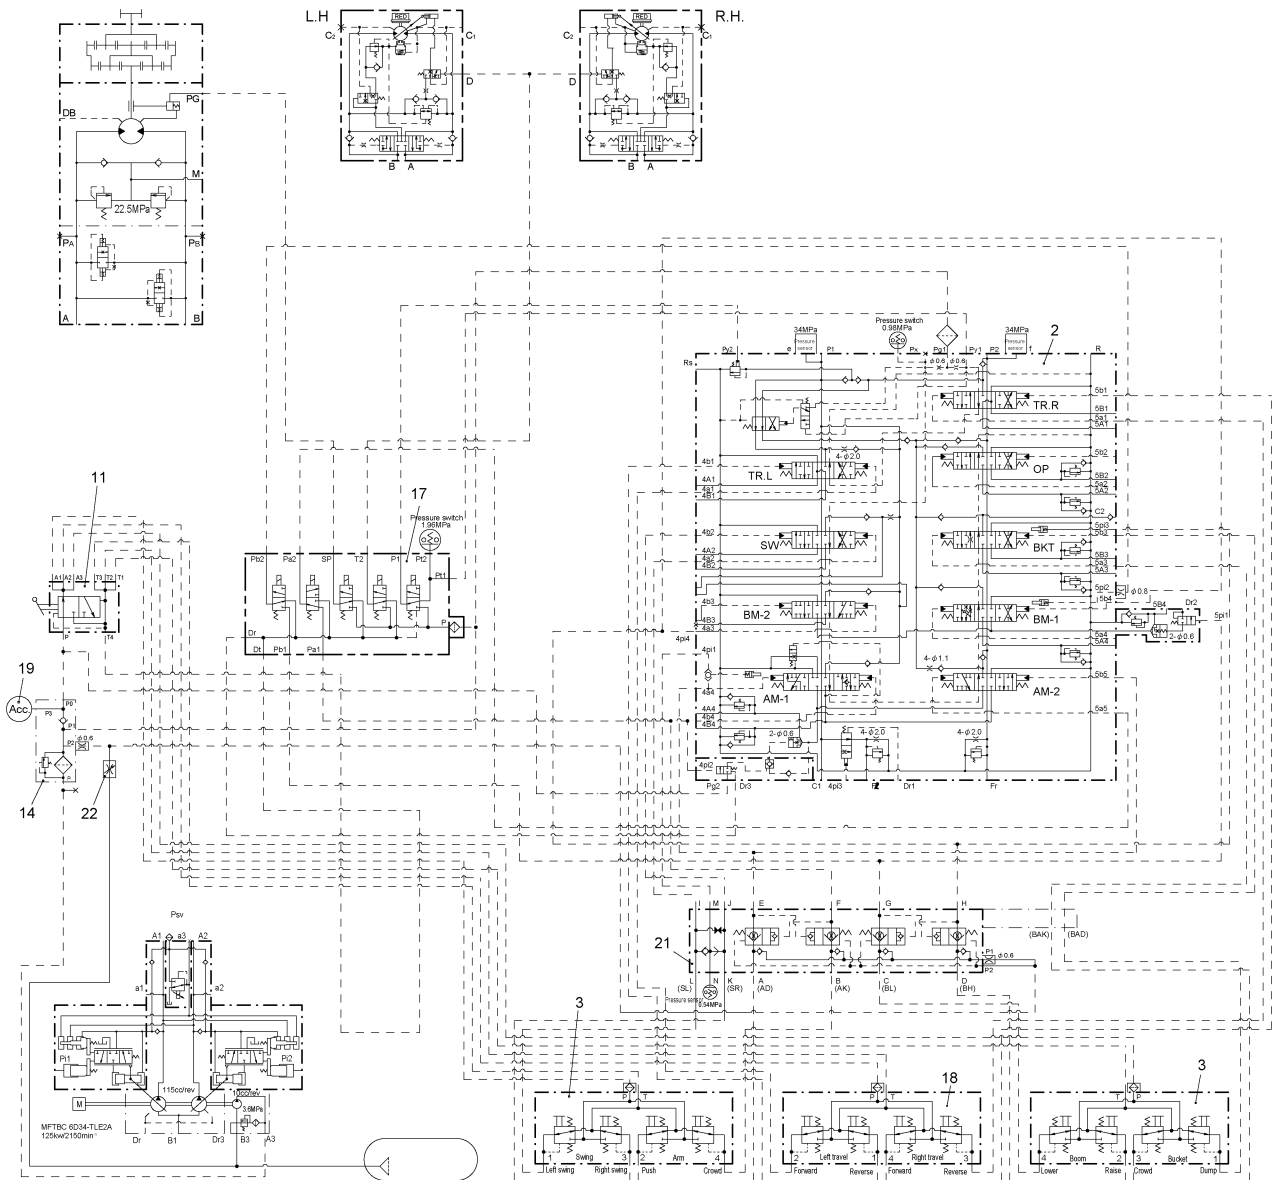 L.H
R.H.
RED
RED
C₂
C₁
C₂
C₁
D
D
B
A
B
A
PG
DB
M
22.5MPa
PA
PB
A
B
Pressure switch
0.98MPa
34MPa
Pressure
sensor
34MPa
Pressure
sensor
2
Py2
e
P1
Px
Pg1
Py1
P2
f
R
Rs
φ0.6
φ0.6
5b1
TR.R
5B1
5a1
5A1
4-φ2.0
4b1
TR.L
4A1
4a1
4B1
5b2
OP
5B2
5a2
5A2
C2
4b2
SW
4A2
4a2
4B2
5pi3
5b3
BKT
5B3
5a3
5A3
5pi2
φ0.8
5b4
4b3
BM-2
4B3
4a3
4pi4
BM-1
5B4
Dr2
5pi1
2-φ0.6
5a4
5A4
4pi1
4-φ1.1
5b5
4a4
AM-1
AM-2
4A4
4b4
4B4
5a5
2-φ0.6
4-φ2.0
4-φ2.0
4pi2
Pg2
Dr3
C1
4pi3
Dr1
Fr
11
17
Pressure switch
1.96MPa
Pb2
Pa2
SP
T2
P1
Pt2
Pt1
P
Dr
Dt
Pb1
Pa1
A1
A2
A3
T3
T2
T1
P
T4
19
Acc.
P3
P0
P1
P2
φ0.6
P
14
22
Psv
A1
a3
A2
a1
a2
Pi1
Pi2
115cc/rev
10cc/rev
3.6MPa
M
MFTBC 6D34-TLE2A
125kw/2150min⁻¹
Dr
B1
Dr3
B3
A3
I
M
J
E
F
G
H
21
(BAK)
(BAD)
P1
φ0.6
P2
L
(SL)
N
K
(SR)
A
(AD)
B
(AK)
C
(BL)
D
(BH)
Pressure sensor
0.54MPa
3
18
3
P
T
P
T
T
P
1
Swing
3
2
Arm
4
Left swing
Right swing
Push
Crowd
2
Left travel
1
4
Right travel
3
Forward
Reverse
Forward
Reverse
4
Boom
2
3
Bucket
1
Lower
Raise
Crowd
Dump